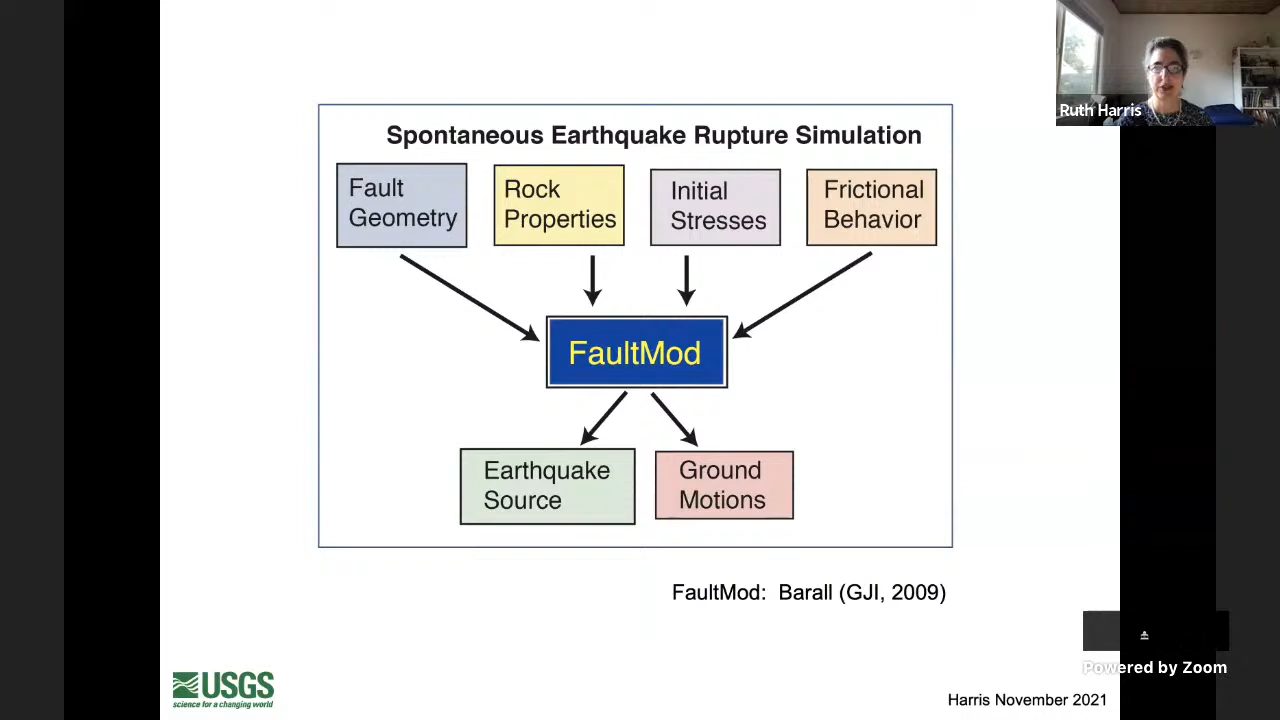 Ruth Harris
Spontaneous Earthquake Rupture Simulation
Fault
Geometry
Rock
Properties
Initial
Stresses
Frictional
Behavior
FaultMod
Earthquake
Source
Ground
Motions
FaultMod: Barall (GJI, 2009)
USGS
science for a changing world
Powered by Zoom
Harris November 2021